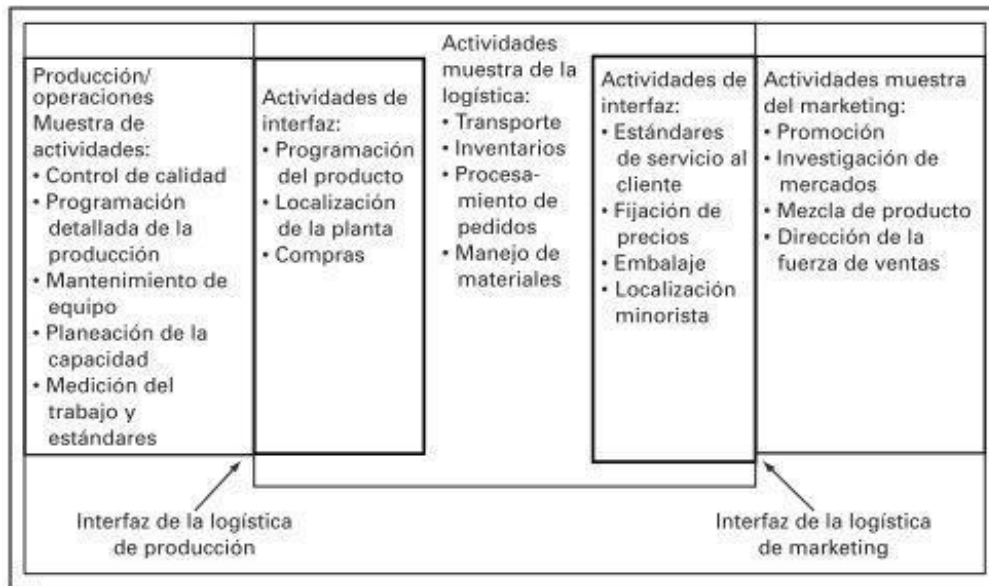 Producción/
operaciones
Muestra de
actividades:
• Control de calidad
• Programación
detallada de la
producción
• Mantenimiento de
equipo
• Planeación de la
capacidad
• Medición del
trabajo y
estándares
Actividades de
interfaz:
• Programación
del producto
• Localización
de la planta
• Compras
Actividades
muestra de la
logística:
• Transporte
• Inventarios
• Procesa-
miento de
pedidos
• Manejo de
materiales
Actividades de
interfaz:
• Estándares
de servicio al
cliente
• Fijación de
precios
• Embalaje
• Localización
minorista
Actividades muestra
del marketing:
• Promoción
• Investigación de
mercados
• Mezcla de producto
• Dirección de la
fuerza de ventas
Interfaz de la logística
de producción
Interfaz de la logística
de marketing